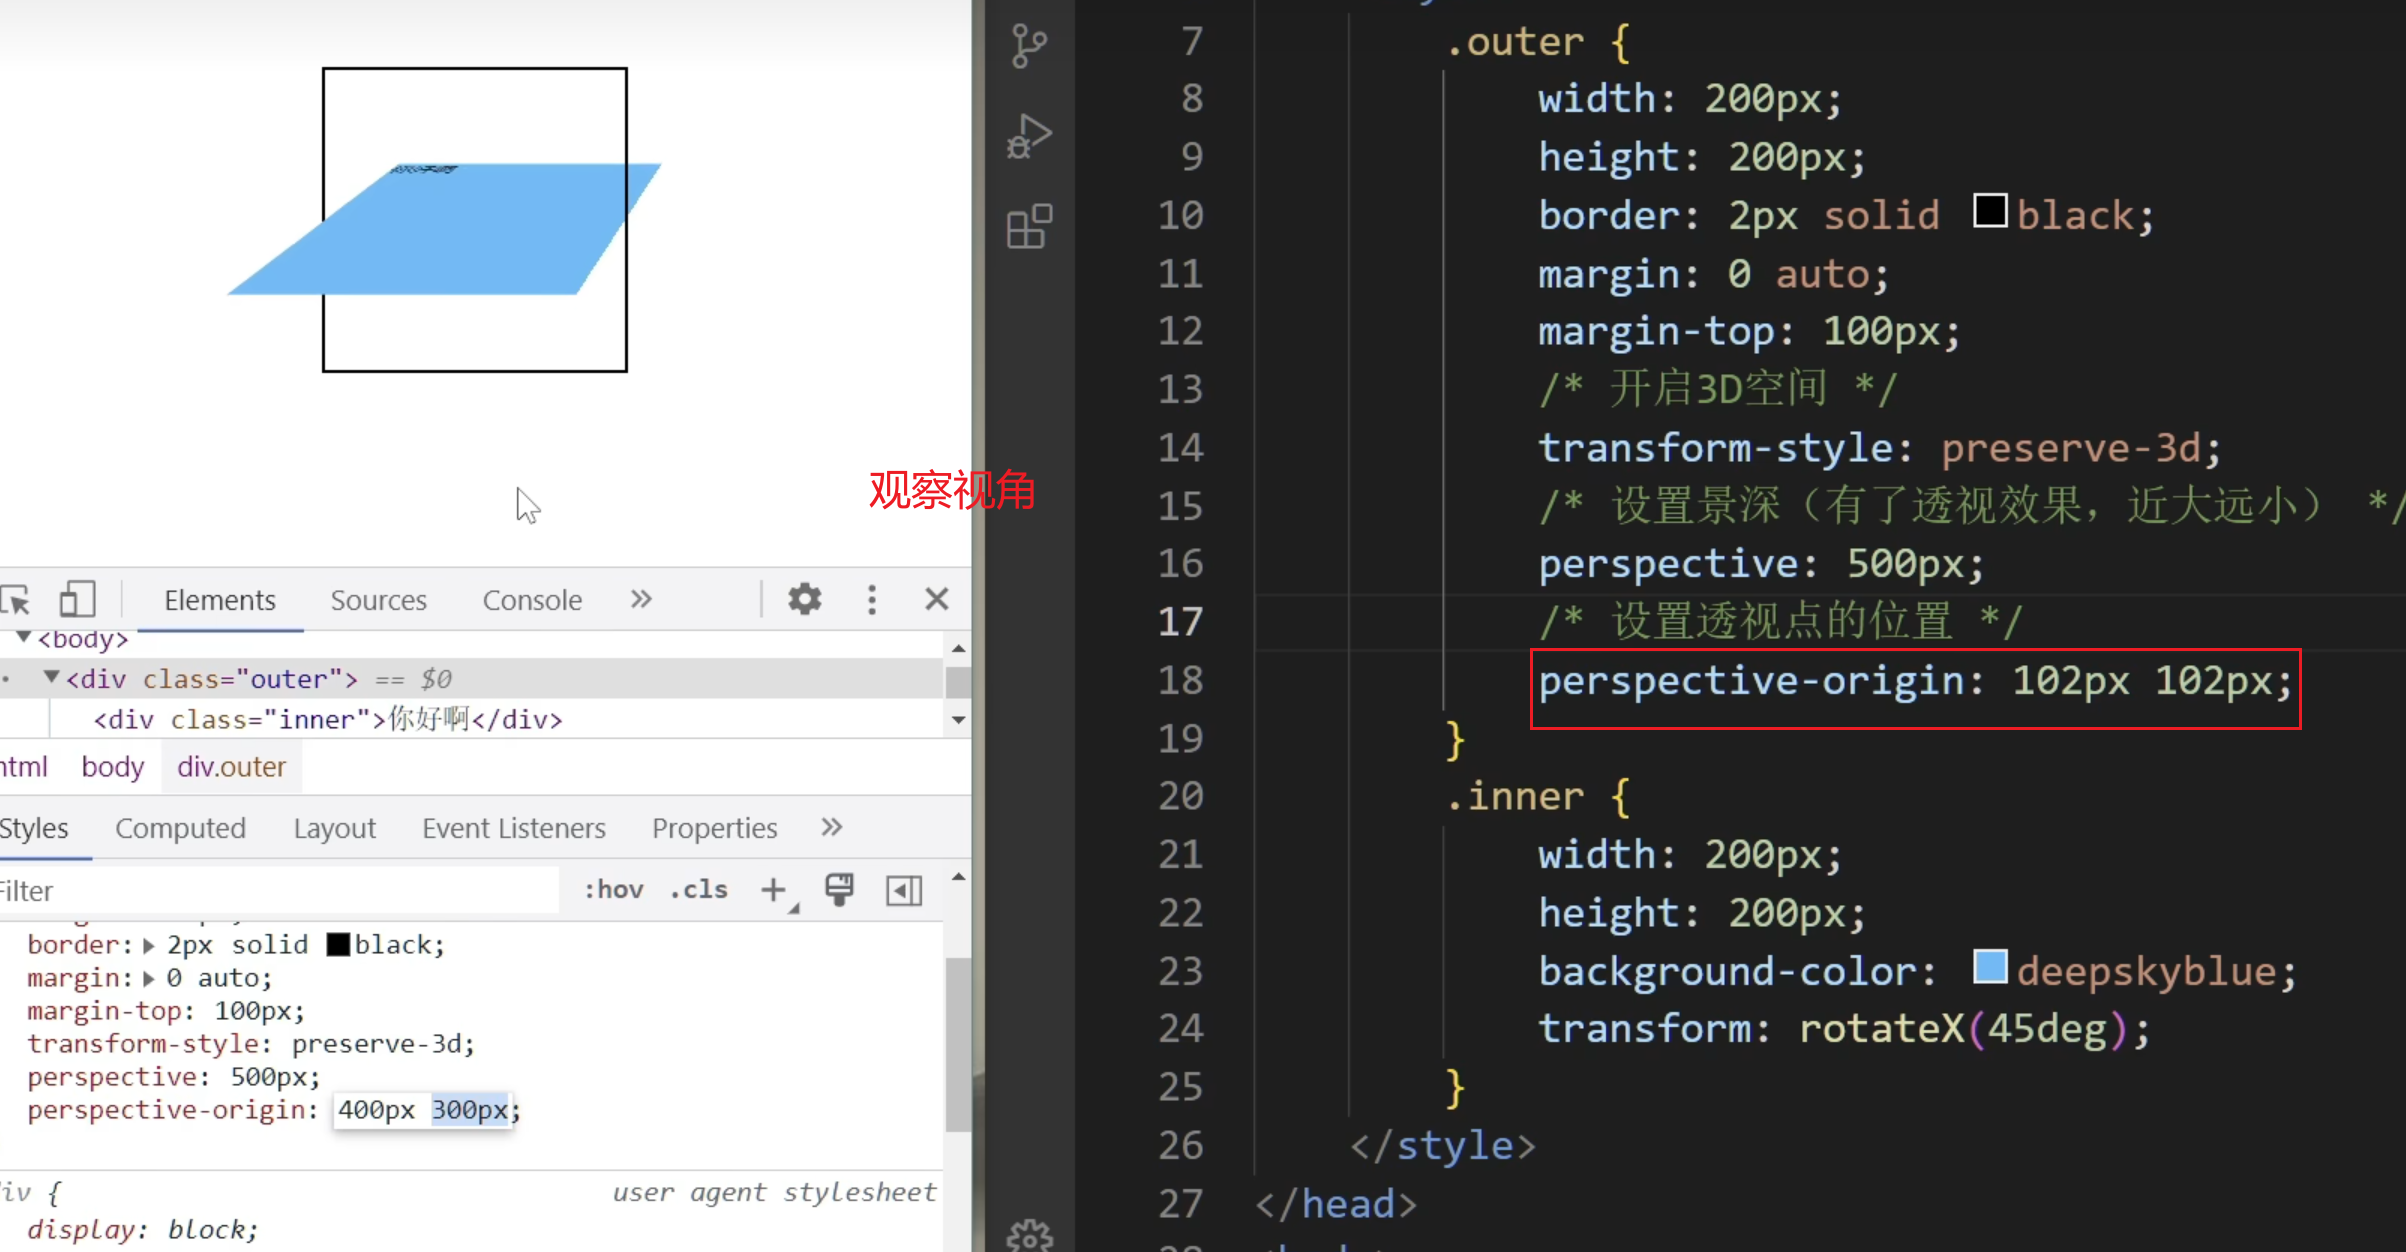 观察视角
Elements
Sources
Console
»
<body>
<div class="outer"> == $0
<div class="inner">你好啊</div>
html
body
div.outer
Styles
Computed
Layout
Event Listeners
Properties
»
Filter
:hov
.cls
border: 2px solid black;
margin: 0 auto;
margin-top: 100px;
transform-style: preserve-3d;
perspective: 500px;
perspective-origin: 400px 300px;
div {
user agent stylesheet
display: block;
7 .outer {
8 width: 200px;
9 height: 200px;
10 border: 2px solid black;
11 margin: 0 auto;
12 margin-top: 100px;
13 /* 开启3D空间 */
14 transform-style: preserve-3d;
15 /* 设置景深（有了透视效果，近大远小） */
16 perspective: 500px;
17 /* 设置透视点的位置 */
18 perspective-origin: 102px 102px;
19 }
20 .inner {
21 width: 200px;
22 height: 200px;
23 background-color: deepskyblue;
24 transform: rotateX(45deg);
25 }
26 </style>
27 </head>